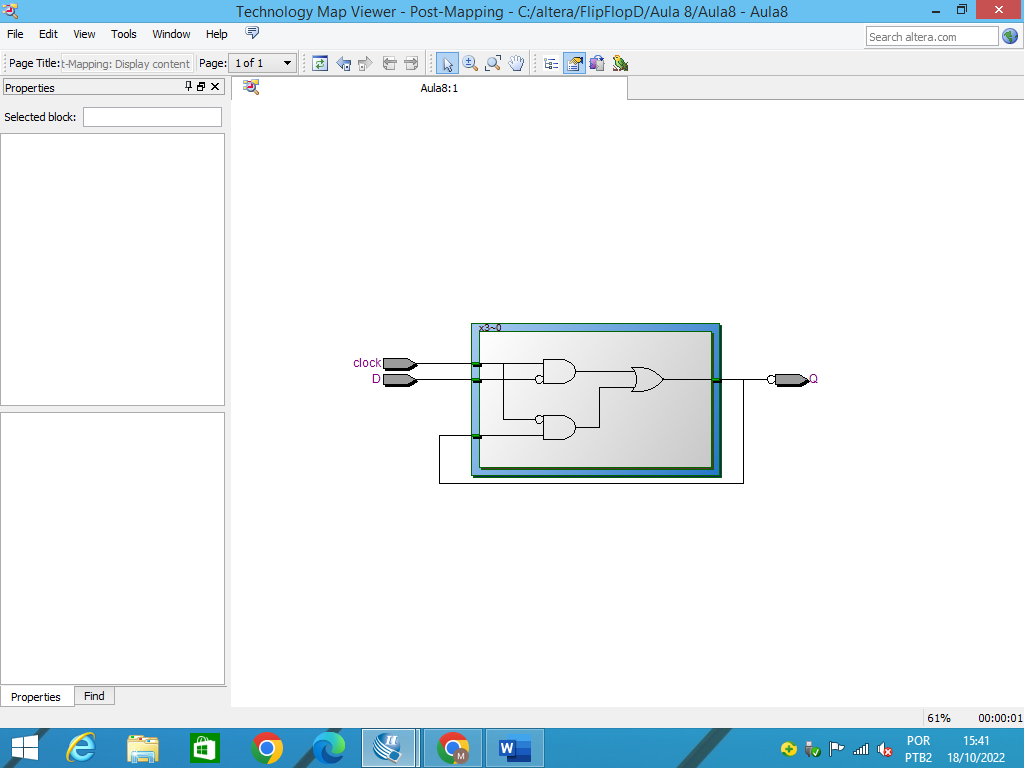 Technology Map Viewer - Post-Mapping - C:/altera/FlipFlopD/Aula 8/Aula8 - Aula8
File Edit View Tools Window Help
Search altera.com
Page Title: t-Mapping: Display content Page: 1 of 1
Properties
Aula8:1
Selected block:
x3~0
clock
D
Q
Properties Find
61% 00:00:01
POR 15:41
PTB2 18/10/2022